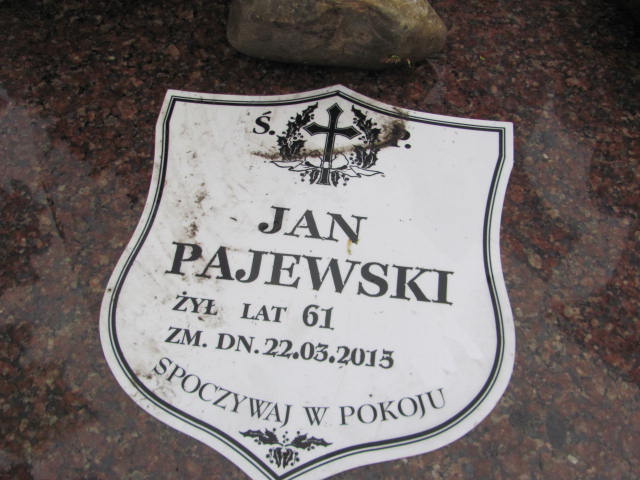 Ś. P.
JAN
PAJEWSKI
ŻYŁ LAT 61
ZM. DN. 22.03.2015
SPOCZYWAJ W POKOJU